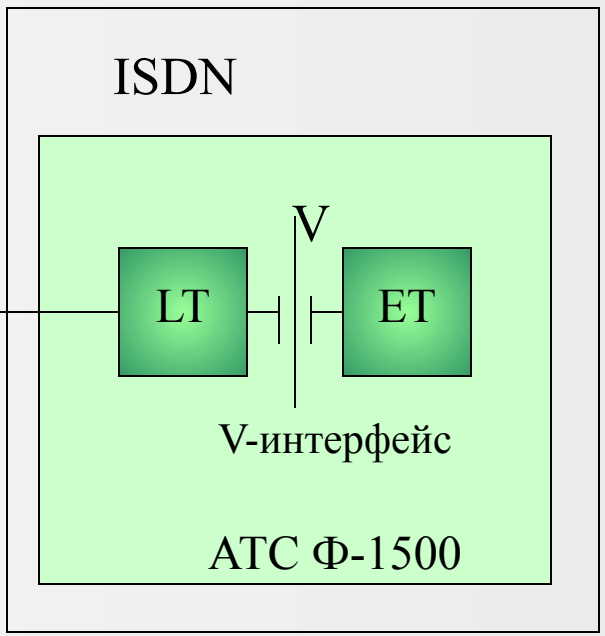 ISDN
V
LT
ET
V-интерфейс
АТС Ф-1500